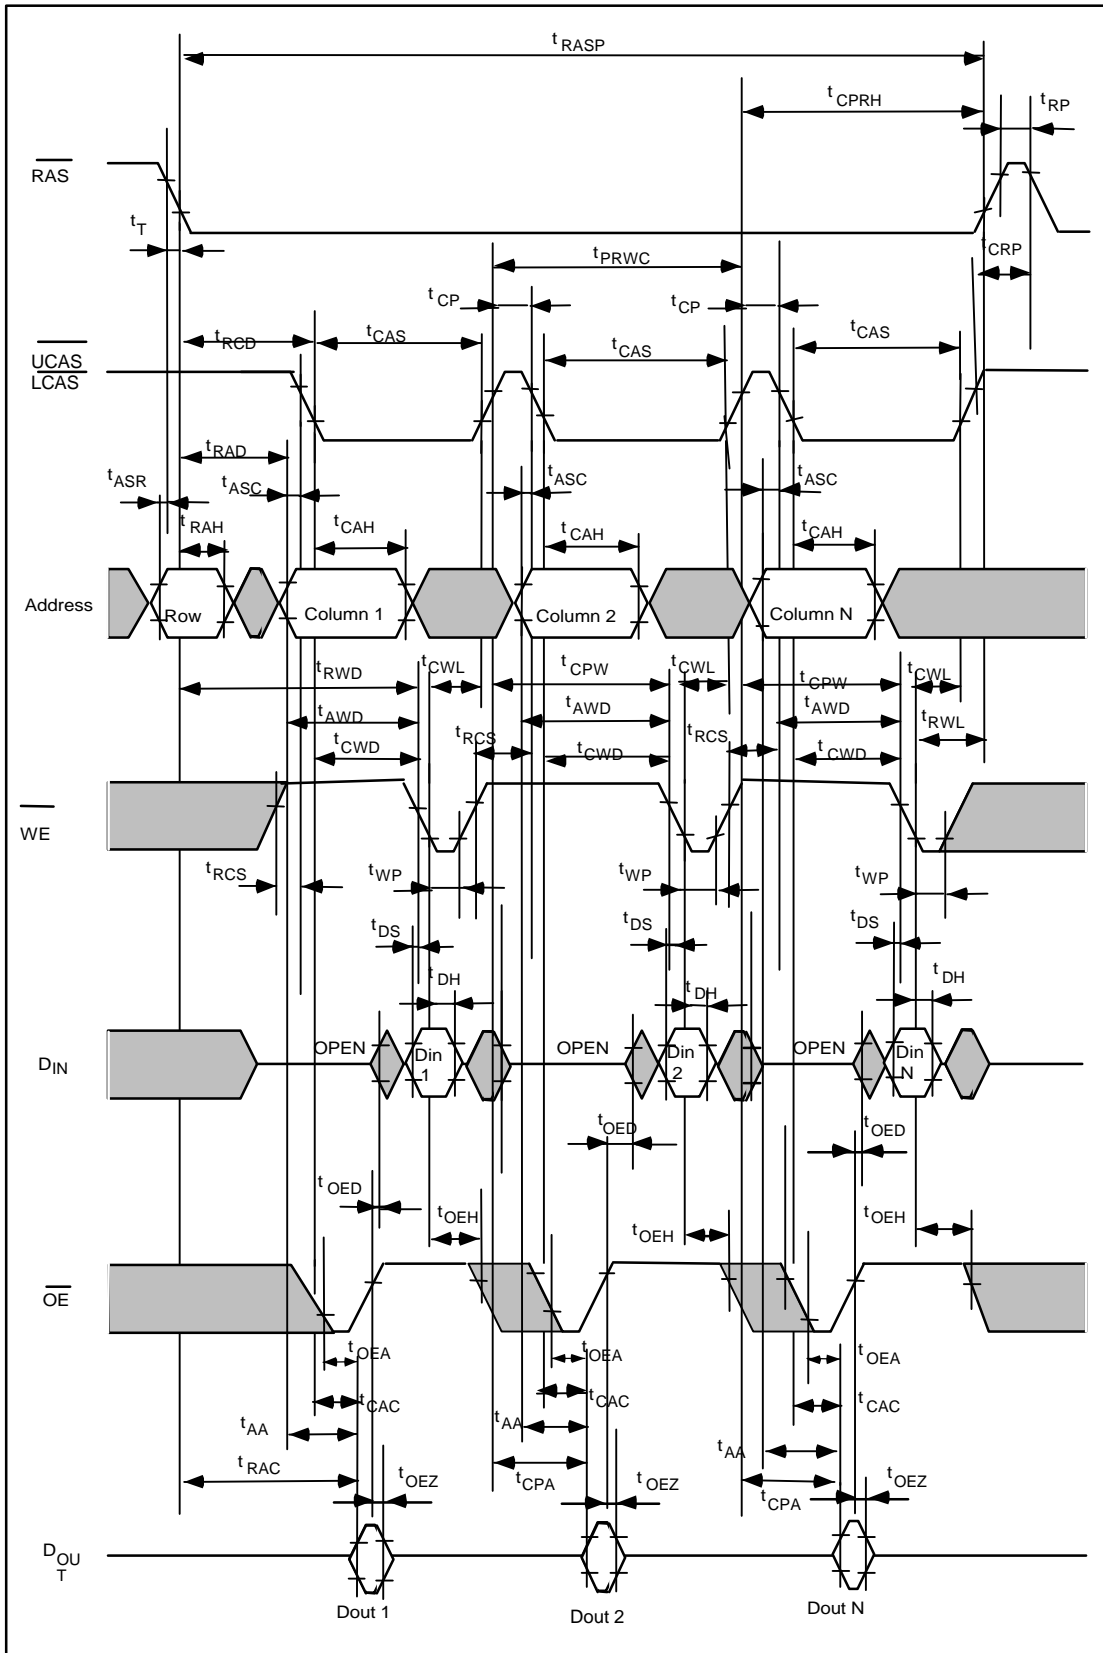 tRASP
tCPRH
tRP
RAS
tT
tCRP
tPRWC
tCP
tCP
tRCD
tCAS
tCAS
tCAS
UCAS
LCAS
tRAD
tASR
tASC
tASC
tASC
tRAH
tCAH
tCAH
tCAH
Address
Row
Column 1
Column 2
Column N
tRWD
tCWL
tCPW
tCWL
tCPW
tCWL
tAWD
tAWD
tAWD
tRWL
tCWD
tRCS
tCWD
tRCS
tCWD
WE
tRCS
tWP
tWP
tWP
tDS
tDS
tDS
tDH
tDH
tDH
DIN
OPEN
Din
1
OPEN
Din
2
OPEN
Din
N
tOED
tOED
tOED
tOEH
tOEH
tOEH
OE
tOEA
tOEA
tOEA
tCAC
tCAC
tCAC
tAA
tAA
tAA
tRAC
tOEZ
tCPA
tOEZ
tCPA
tOEZ
DOU
T
Dout 1
Dout 2
Dout N